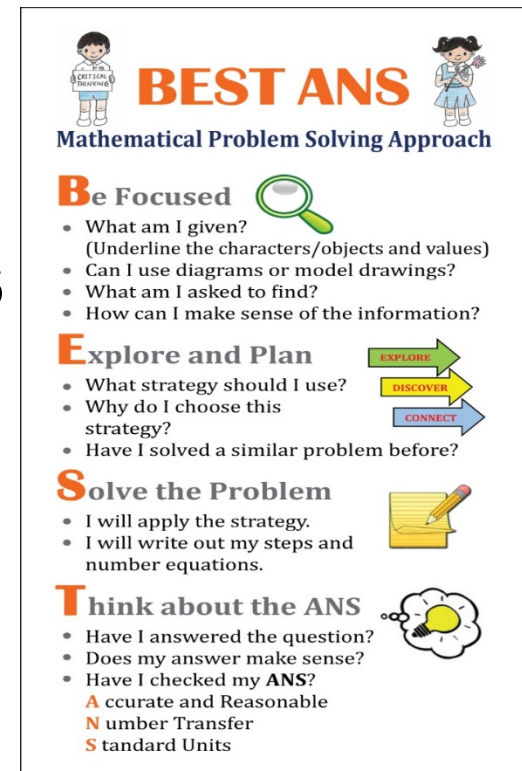 CRITICAL
THINKING
BEST ANS
Mathematical Problem Solving Approach
Be Focused
• What am I given?
(Underline the characters/objects and values)
• Can I use diagrams or model drawings?
• What am I asked to find?
• How can I make sense of the information?
Explore and Plan
EXPLORE
• What strategy should I use?
DISCOVER
• Why do I choose this
strategy?
CONNECT
• Have I solved a similar problem before?
Solve the Problem
• I will apply the strategy.
• I will write out my steps and
number equations.
Think about the ANS
• Have I answered the question?
• Does my answer make sense?
• Have I checked my ANS?
A ccurate and Reasonable
N umber Transfer
S tandard Units